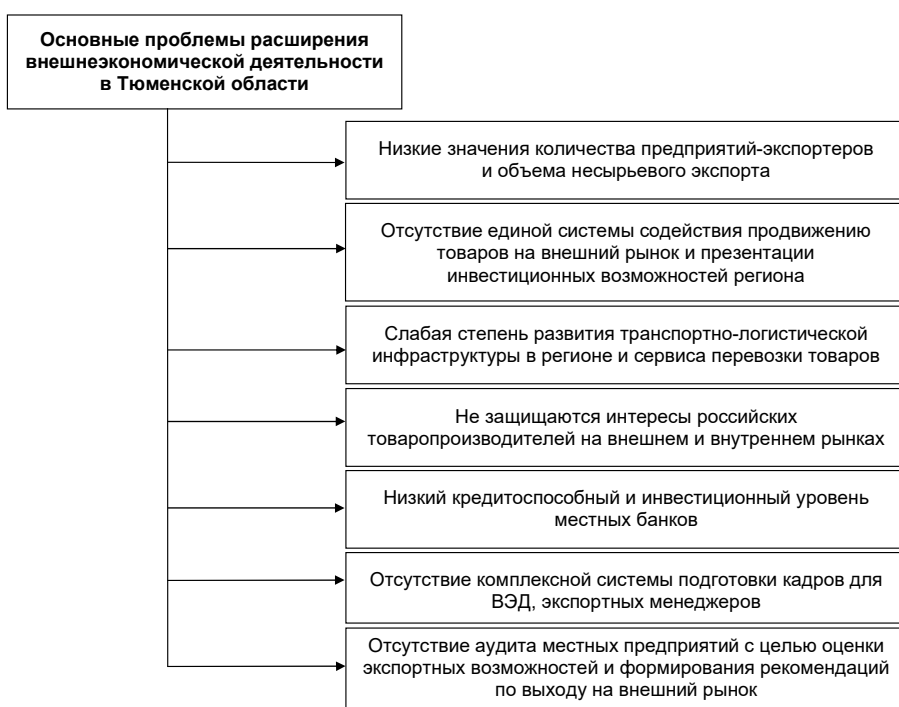 Основные проблемы расширения
внешнеэкономической деятельности
в Тюменской области
Низкие значения количества предприятий-экспортеров
и объема несырьевого экспорта
Отсутствие единой системы содействия продвижению
товаров на внешний рынок и презентации
инвестиционных возможностей региона
Слабая степень развития транспортно-логистической
инфраструктуры в регионе и сервиса перевозки товаров
Не защищаются интересы российских
товаропроизводителей на внешнем и внутреннем рынках
Низкий кредитоспособный и инвестиционный уровень
местных банков
Отсутствие комплексной системы подготовки кадров для
ВЭД, экспортных менеджеров
Отсутствие аудита местных предприятий с целью оценки
экспортных возможностей и формирования рекомендаций
по выходу на внешний рынок